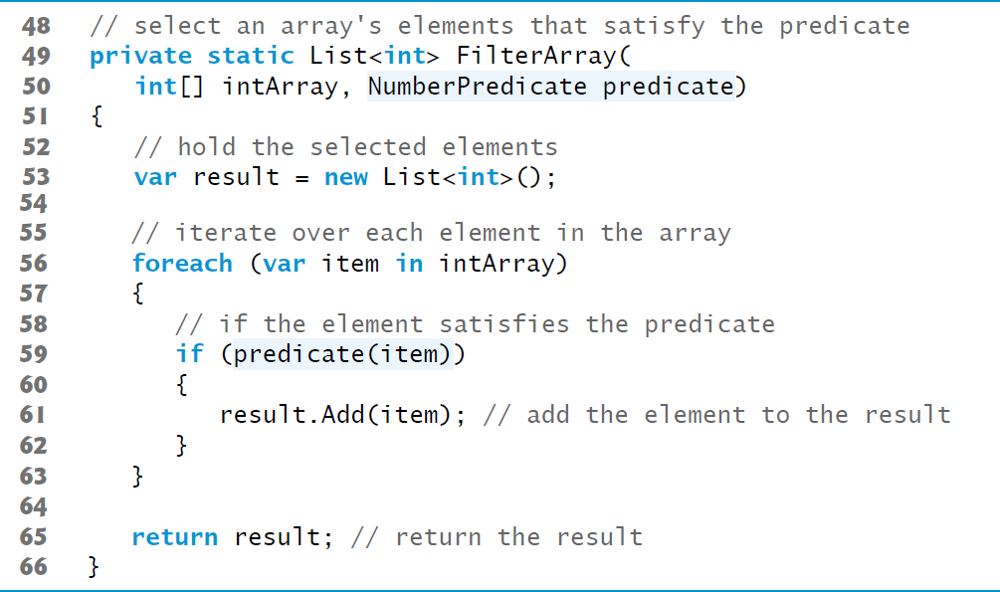 48 // select an array's elements that satisfy the predicate
49 private static List<int> FilterArray(
50 int[] intArray, NumberPredicate predicate)
51 {
52 // hold the selected elements
53 var result = new List<int>();
54
55 // iterate over each element in the array
56 foreach (var item in intArray)
57 {
58 // if the element satisfies the predicate
59 if (predicate(item))
60 {
61 result.Add(item); // add the element to the result
62 }
63 }
64
65 return result; // return the result
66 }